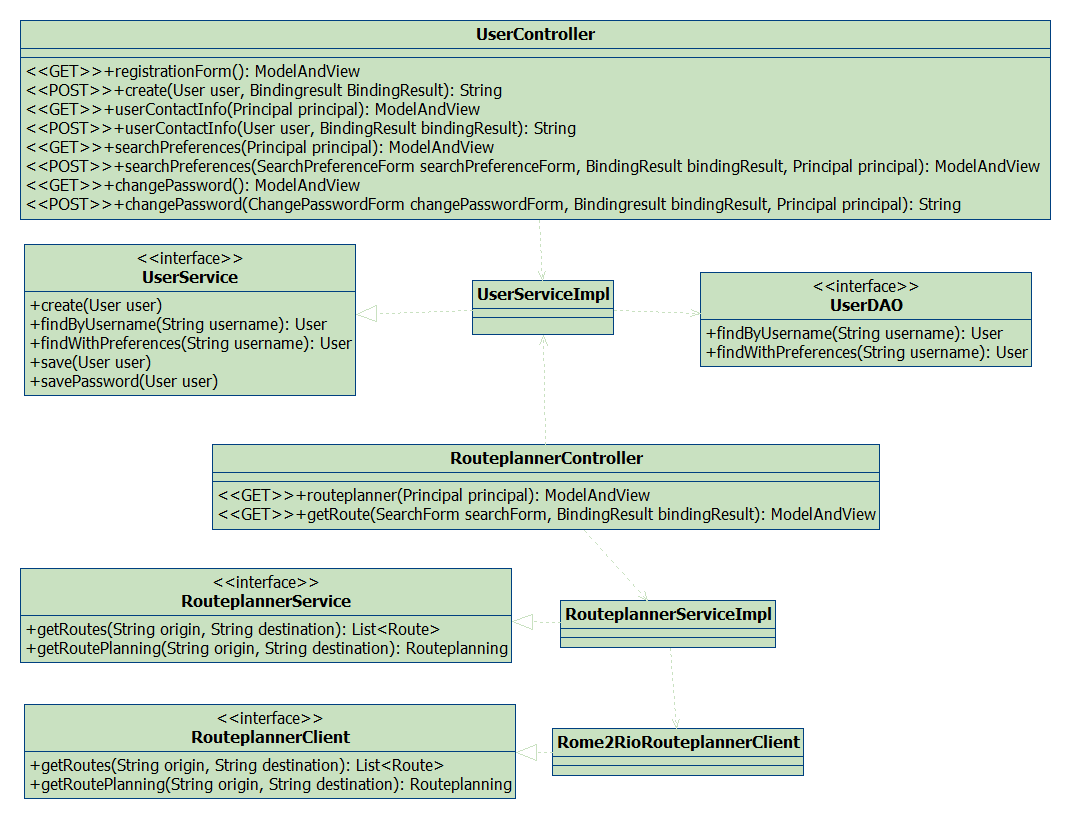 UserController
<<GET>>+registrationForm(): ModelAndView
<<POST>>+create(User user, Bindingresult BindingResult): String
<<GET>>+userContactInfo(Principal principal): ModelAndView
<<POST>>+userContactInfo(User user, BindingResult bindingResult): String
<<GET>>+searchPreferences(Principal principal): ModelAndView
<<POST>>+searchPreferences(SearchPreferenceForm searchPreferenceForm, BindingResult bindingResult, Principal principal): ModelAndView
<<GET>>+changePassword(): ModelAndView
<<POST>>+changePassword(ChangePasswordForm changePasswordForm, Bindingresult bindingResult, Principal principal): String
<<interface>>
UserService
+create(User user)
+findByUsername(String username): User
+findWithPreferences(String username): User
+save(User user)
+savePassword(User user)
UserServiceImpl
<<interface>>
UserDAO
+findByUsername(String username): User
+findWithPreferences(String username): User
RouteplannerController
<<GET>>+routeplanner(Principal principal): ModelAndView
<<GET>>+getRoute(SearchForm searchForm, BindingResult bindingResult): ModelAndView
<<interface>>
RouteplannerService
+getRoutes(String origin, String destination): List<Route>
+getRoutePlanning(String origin, String destination): Routeplanning
RouteplannerServiceImpl
<<interface>>
RouteplannerClient
+getRoutes(String origin, String destination): List<Route>
+getRoutePlanning(String origin, String destination): Routeplanning
Rome2RioRouteplannerClient